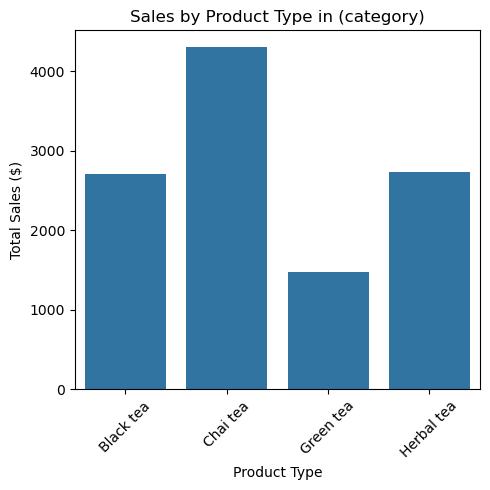 Sales by Product Type in (category)
Total Sales ($)
4000
3000
2000
1000
0
Black tea
Chai tea
Green tea
Herbal tea
Product Type